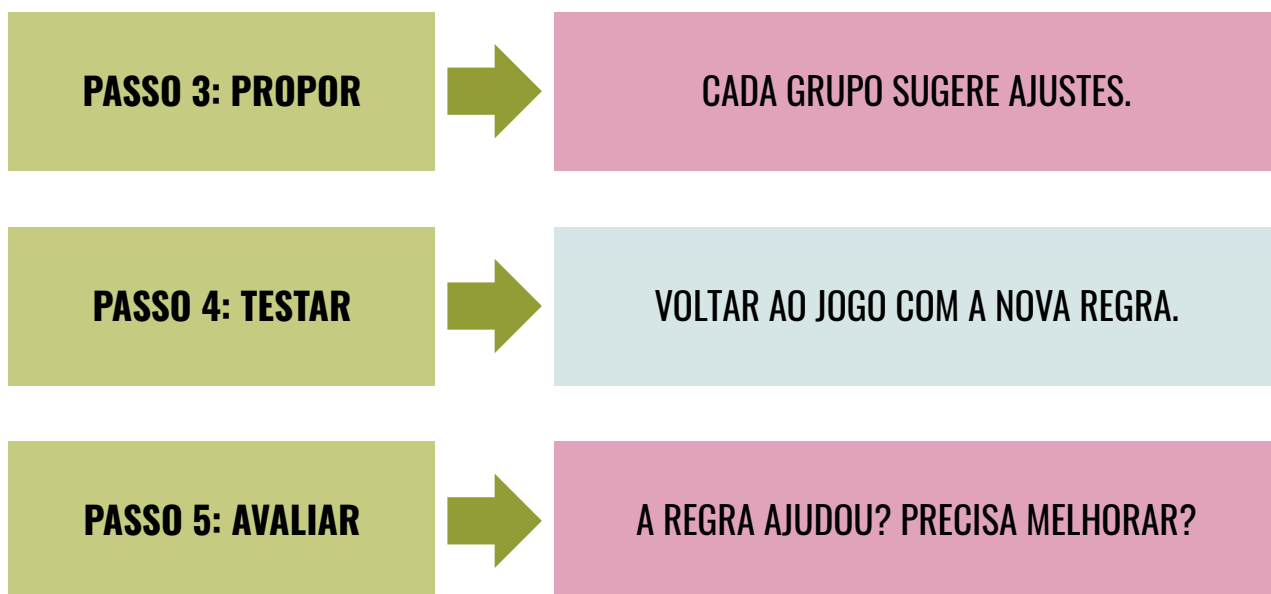 PASSO 3: PROPOR
CADA GRUPO SUGERE AJUSTES.
PASSO 4: TESTAR
VOLTAR AO JOGO COM A NOVA REGRA.
PASSO 5: AVALIAR
A REGRA AJUDOU? PRECISA MELHORAR?